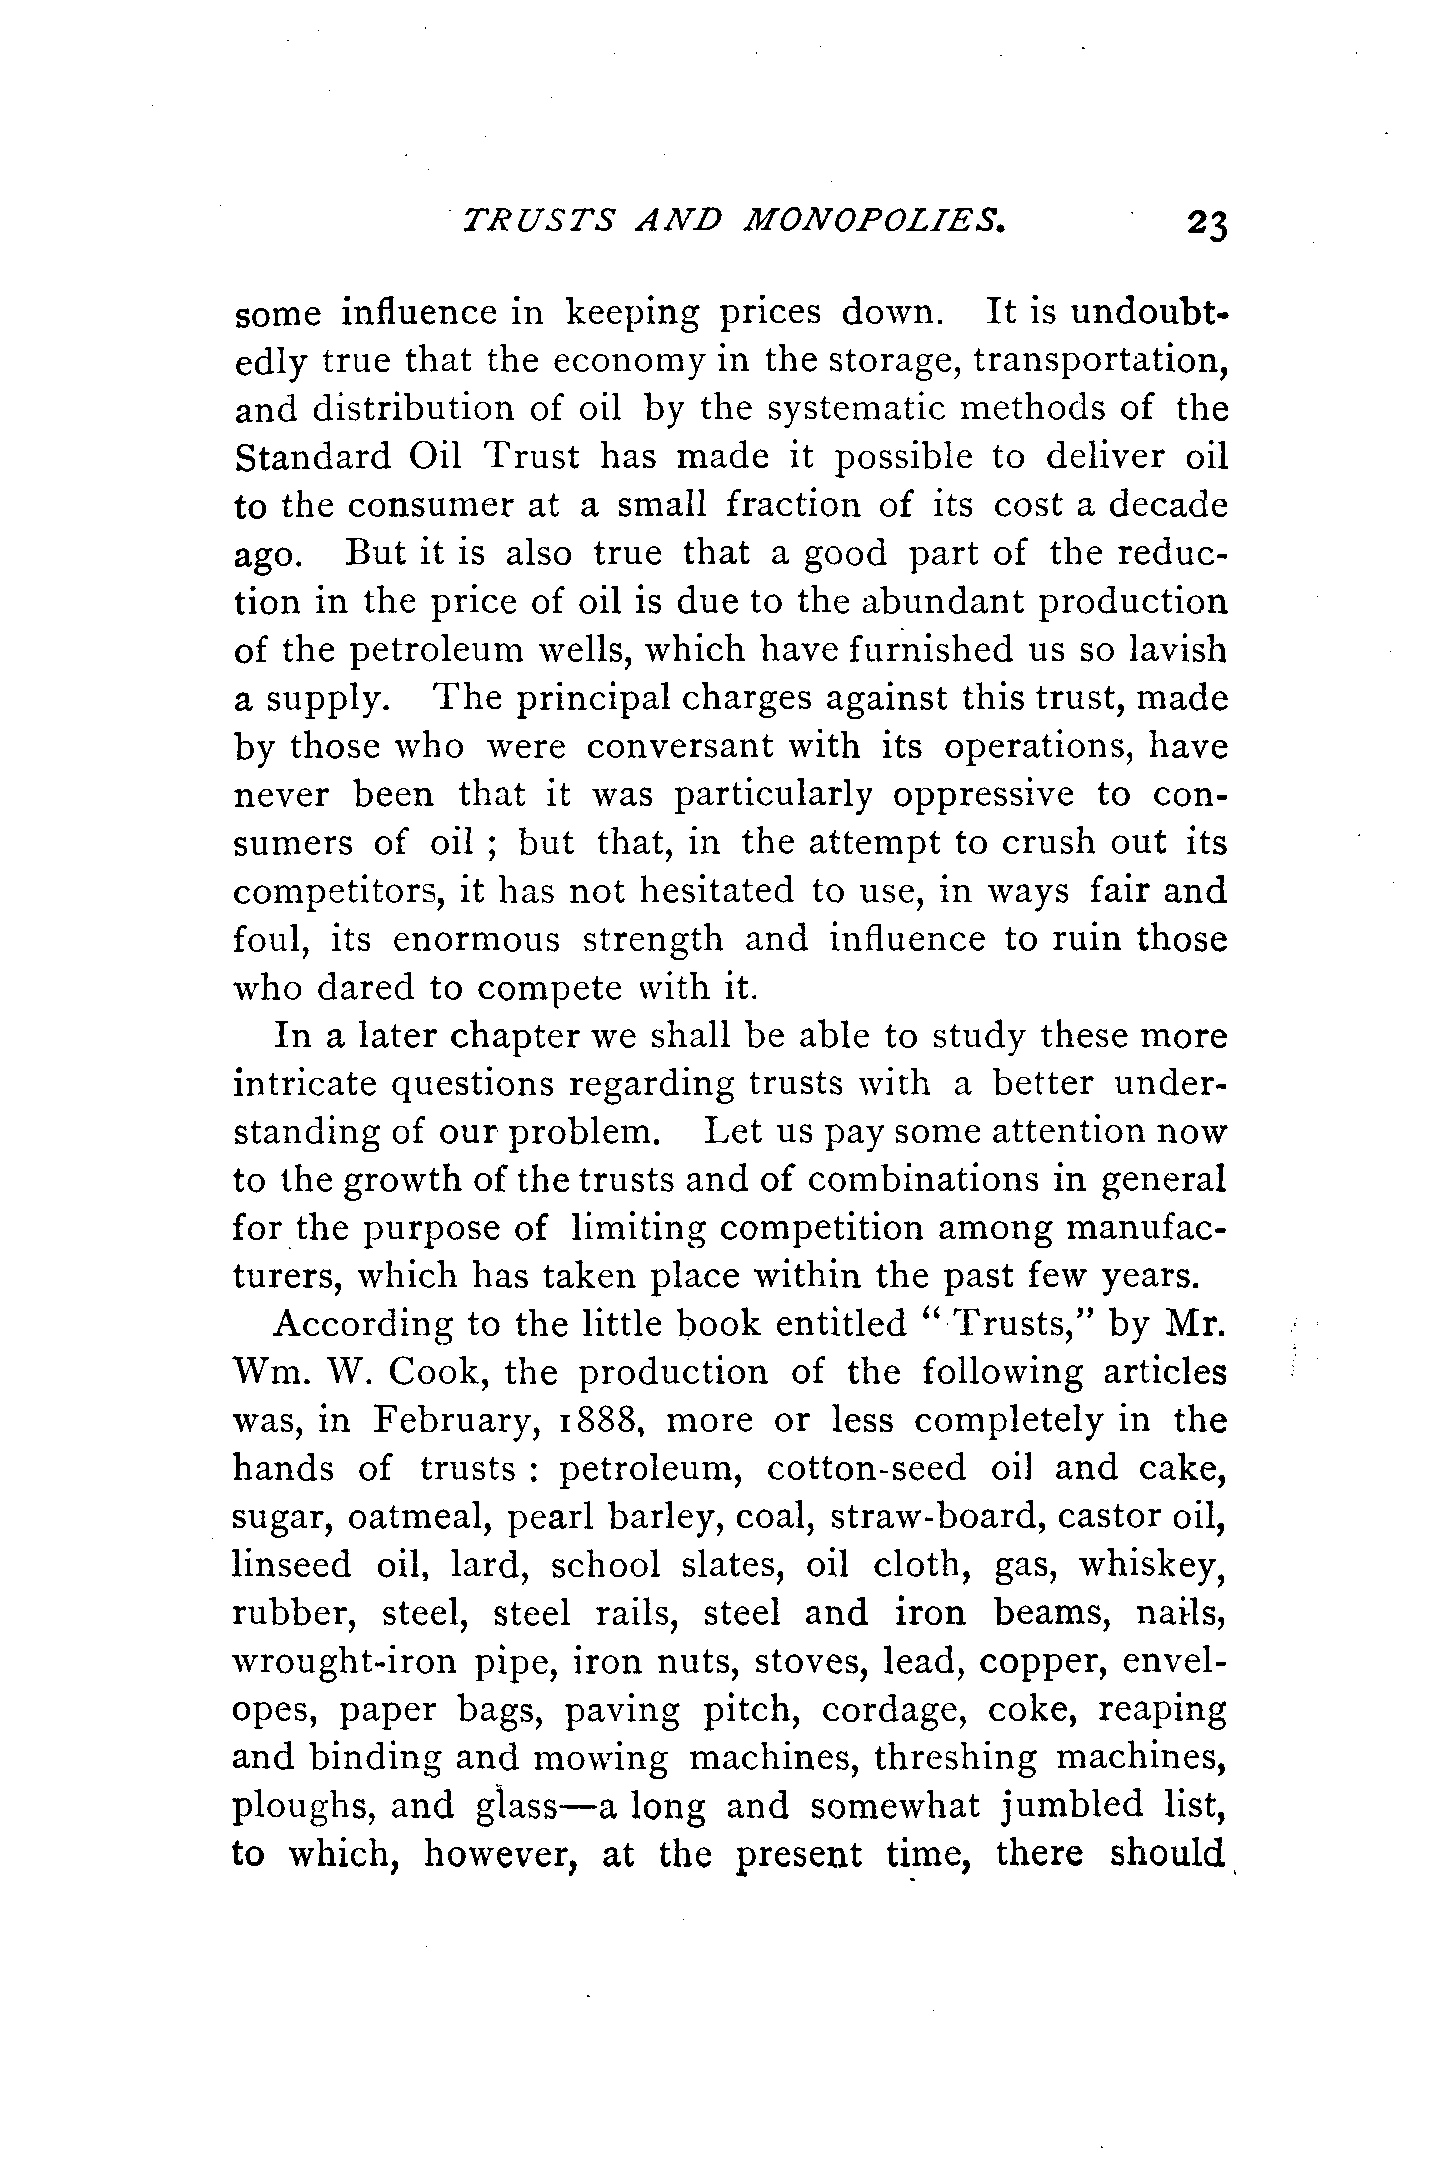 TRUSTS AND MONOPOLIES. 23
some influence in keeping prices down. It is undoubt-
edly true that the economy in the storage, transportation,
and distribution of oil by the systematic methods of the
Standard Oil Trust has made it possible to deliver oil
to the consumer at a small fraction of its cost a decade
ago. But it is also true that a good part of the reduc-
tion in the price of oil is due to the abundant production
of the petroleum wells, which have furnished us so lavish
a supply. The principal charges against this trust, made
by those who were conversant with its operations, have
never been that it was particularly oppressive to con-
sumers of oil ; but that, in the attempt to crush out its
competitors, it has not hesitated to use, in ways fair and
foul, its enormous strength and influence to ruin those
who dared to compete with it.
In a later chapter we shall be able to study these more
intricate questions regarding trusts with a better under-
standing of our problem. Let us pay some attention now
to the growth of the trusts and of combinations in general
for the purpose of limiting competition among manufac-
turers, which has taken place within the past few years.
According to the little book entitled “ Trusts,” by Mr.
Wm. W. Cook, the production of the following articles
was, in February, 1888, more or less completely in the
hands of trusts : petroleum, cotton-seed oil and cake,
sugar, oatmeal, pearl barley, coal, straw-board, castor oil,
linseed oil, lard, school slates, oil cloth, gas, whiskey,
rubber, steel, steel rails, steel and iron beams, nails,
wrought-iron pipe, iron nuts, stoves, lead, copper, envel-
opes, paper bags, paving pitch, cordage, coke, reaping
and binding and mowing machines, threshing machines,
ploughs, and glass—a long and somewhat jumbled list,
to which, however, at the present time, there should